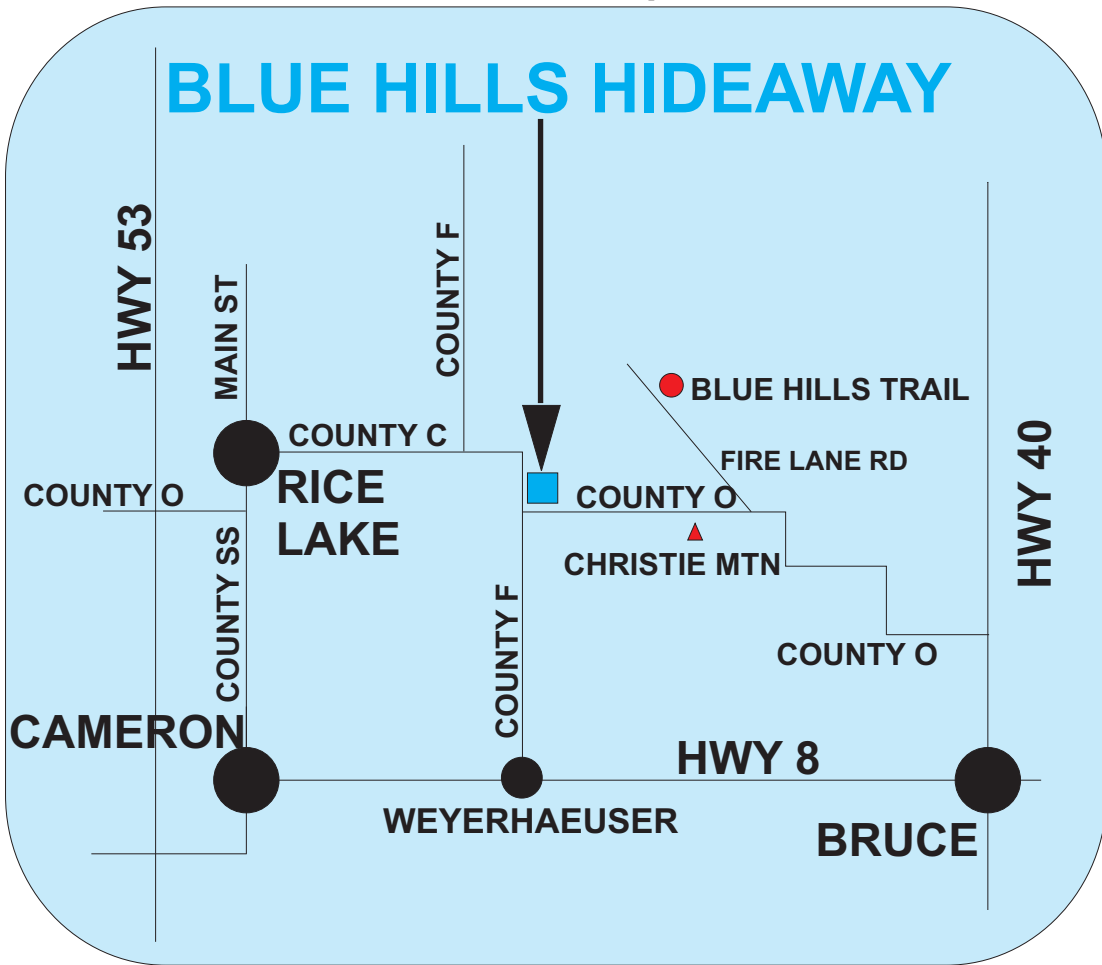 BLUE HILLS HIDEAWAY
HWY 53
MAIN ST
COUNTY F
BLUE HILLS TRAIL
COUNTY C
FIRE LANE RD
HWY 40
RICE
LAKE
COUNTY O
COUNTY O
CHRISTIE MTN
COUNTY SS
COUNTY F
COUNTY O
CAMERON
HWY 8
WEYERHAEUSER
BRUCE